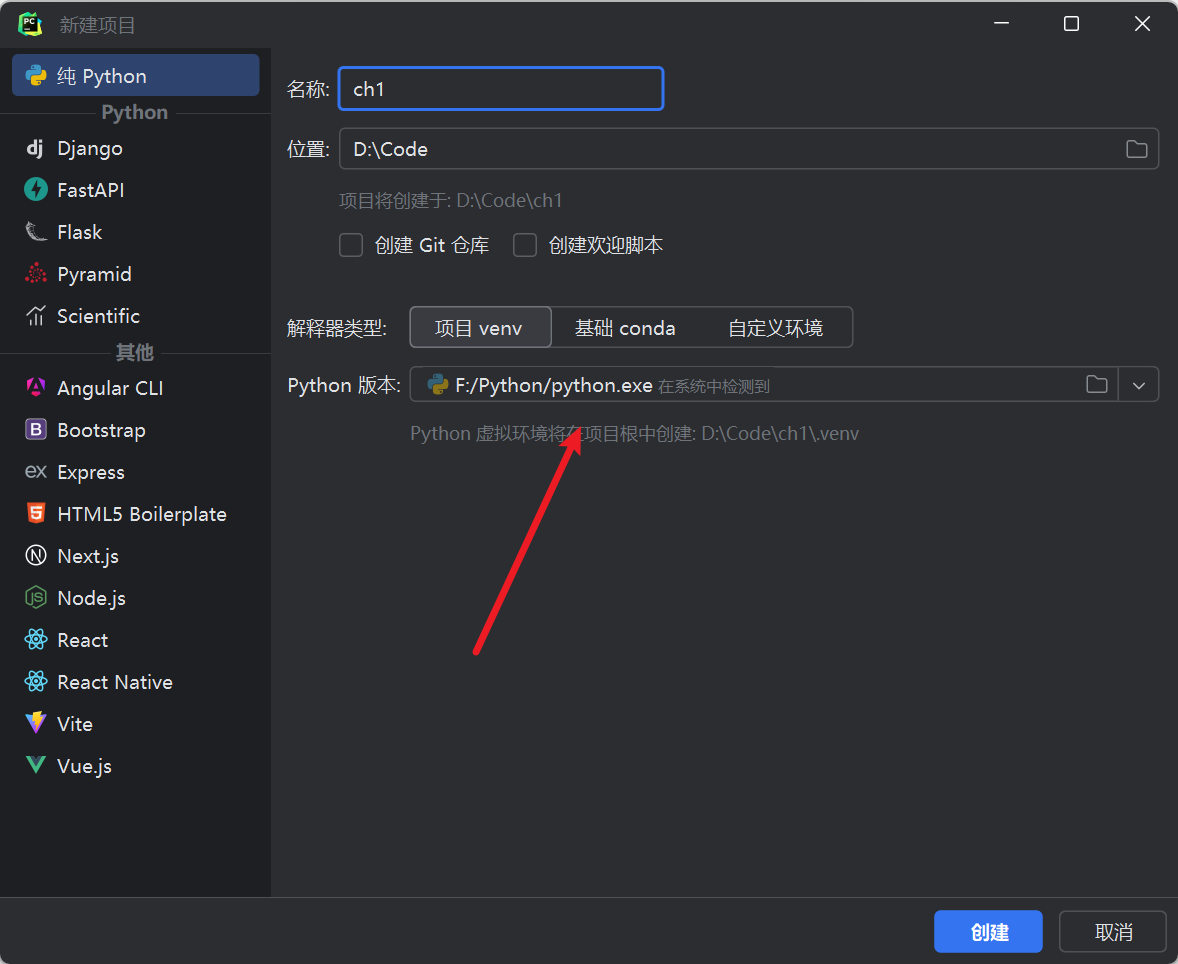 新建项目
纯 Python
Python
Django
FastAPI
Flask
Pyramid
Scientific
其他
Angular CLI
Bootstrap
Express
HTML5 Boilerplate
Next.js
Node.js
React
React Native
Vite
Vue.js
名称: ch1
位置: D:\Code
项目将创建于: D:\Code\ch1
创建 Git 仓库 创建欢迎脚本
解释器类型: 项目 venv 基础 conda 自定义环境
Python 版本: F:/Python/python.exe 在系统中检测到
Python 虚拟环境将在项目根中创建: D:\Code\ch1\.venv
创建 取消